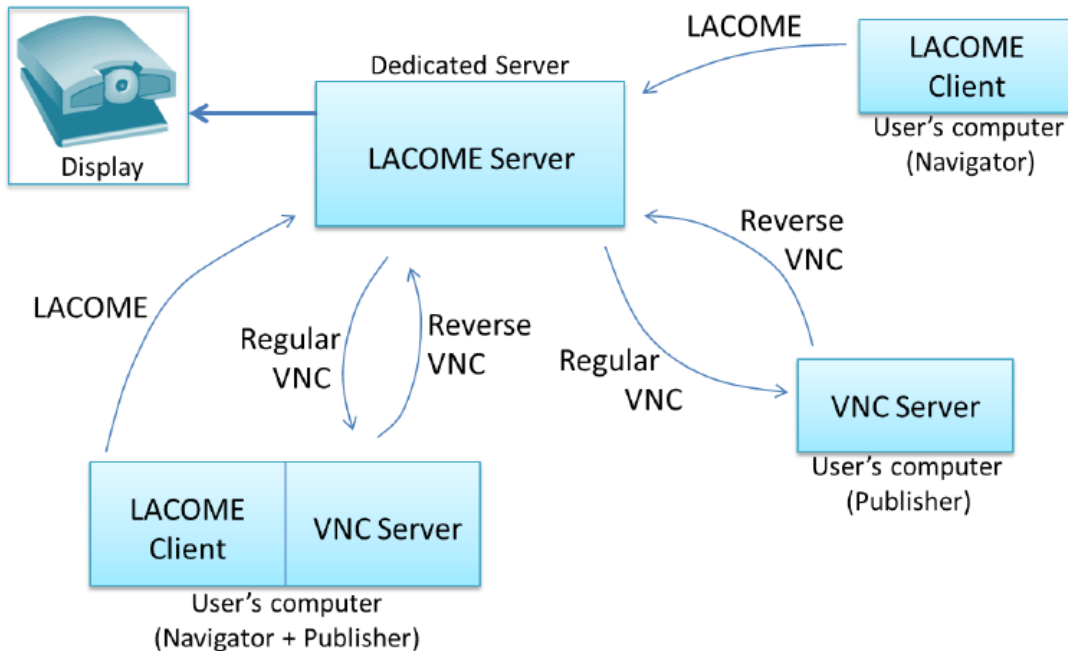 LACOME
LACOME
Client
User's computer
(Navigator)
Dedicated Server
LACOME Server
Display
Reverse
VNC
LACOME
Regular
VNC
Reverse
VNC
Regular
VNC
VNC Server
User's computer
(Publisher)
LACOME
Client
VNC Server
User's computer
(Navigator + Publisher)